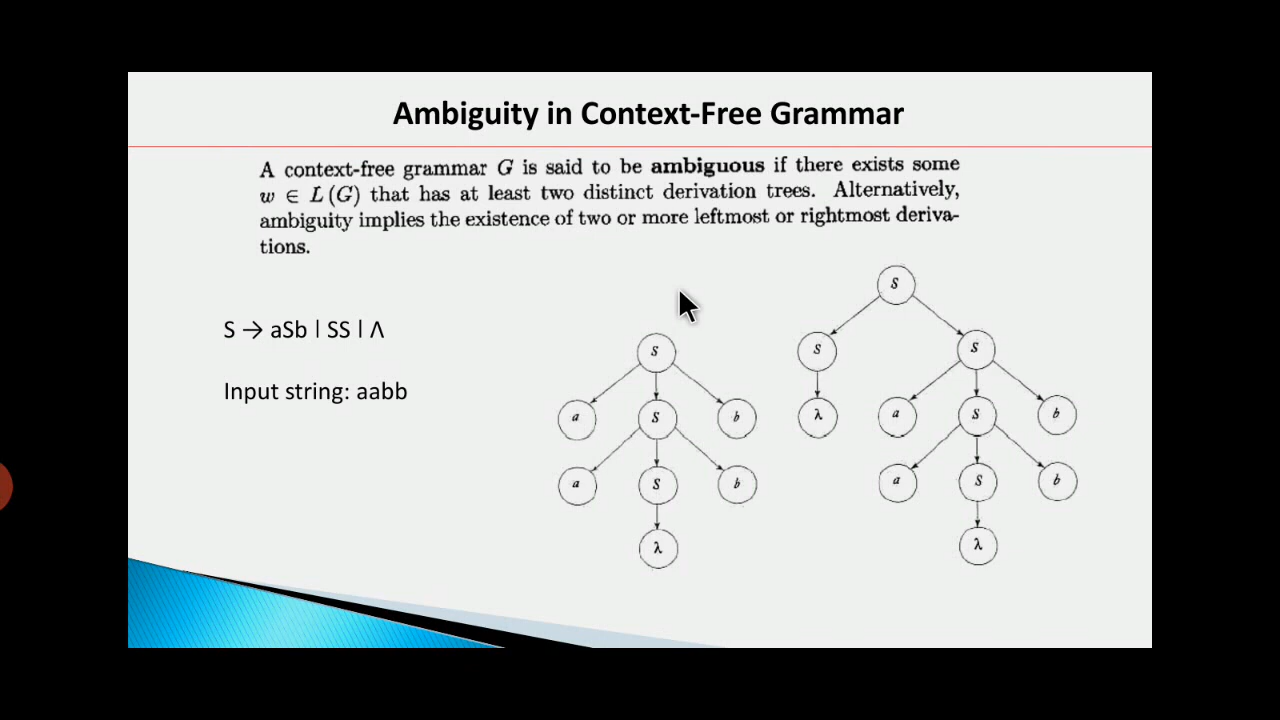 Ambiguity in Context-Free Grammar
A context-free grammar G is said to be ambiguous if there exists some
w ∈ L (G) that has at least two distinct derivation trees. Alternatively,
ambiguity implies the existence of two or more leftmost or rightmost deriva-
tions.
S → aSb | SS | Λ
Input string: aabb
S
a S b
a S b
λ
S
S S
λ a S b
a S b
λ